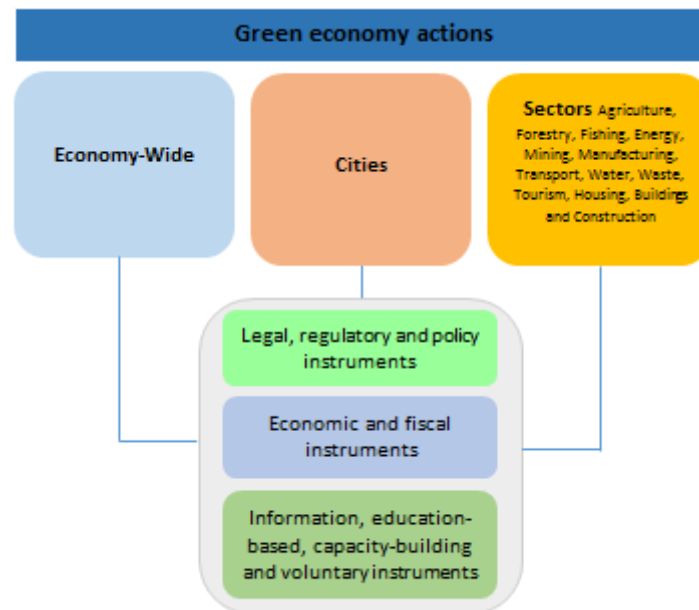 Green economy actions
Economy-Wide
Cities
Sectors Agriculture,
Forestry, Fishing, Energy,
Mining, Manufacturing,
Transport, Water, Waste,
Tourism, Housing, Buildings
and Construction
Legal, regulatory and policy
instruments
Economic and fiscal
instruments
Information, education-
based, capacity-building
and voluntary instruments